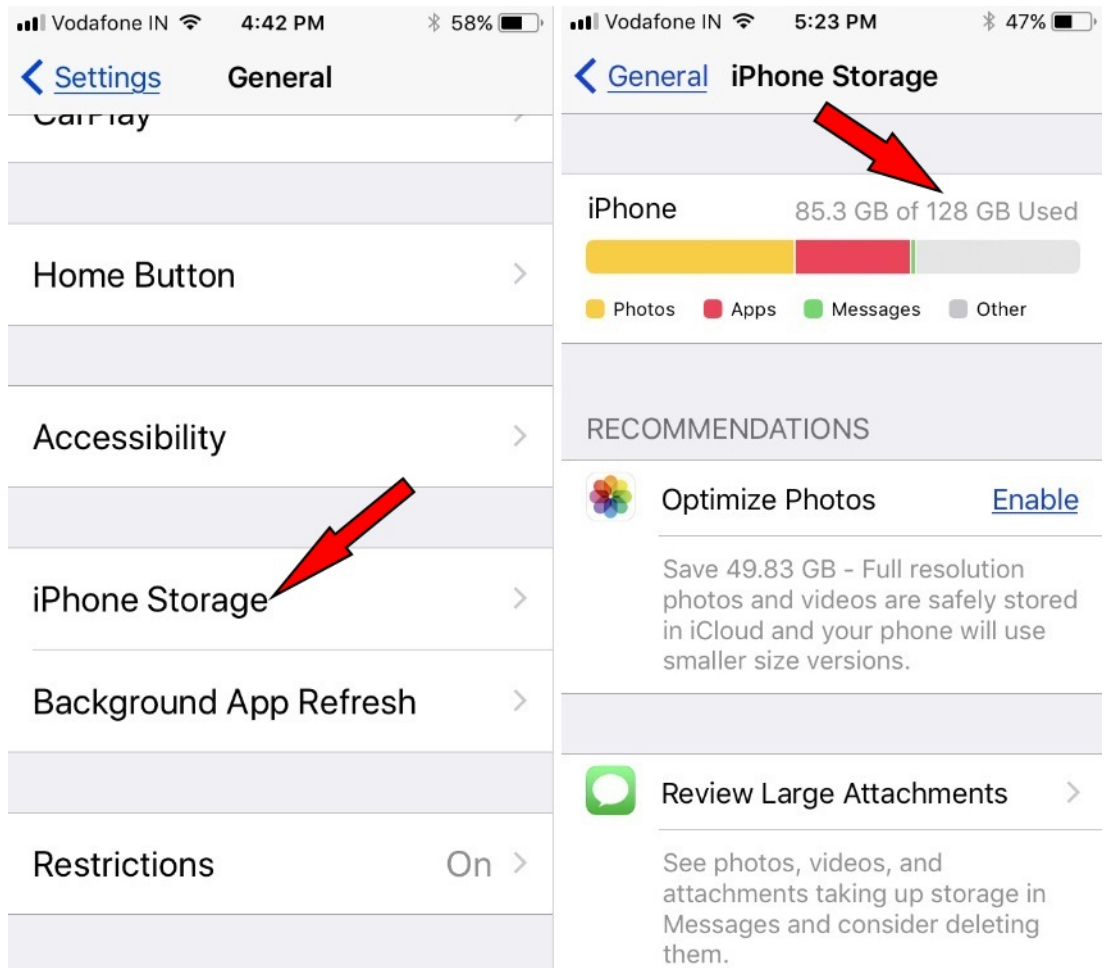 Vodafone IN 4:42 PM 58%
Settings General
CarPlay
Home Button
Accessibility
iPhone Storage
Background App Refresh
Restrictions On
Vodafone IN 5:23 PM 47%
General iPhone Storage
iPhone 85.3 GB of 128 GB Used
Photos Apps Messages Other
RECOMMENDATIONS
Optimize Photos Enable
Save 49.83 GB - Full resolution
photos and videos are safely stored
in iCloud and your phone will use
smaller size versions.
Review Large Attachments
See photos, videos, and
attachments taking up storage in
Messages and consider deleting
them.